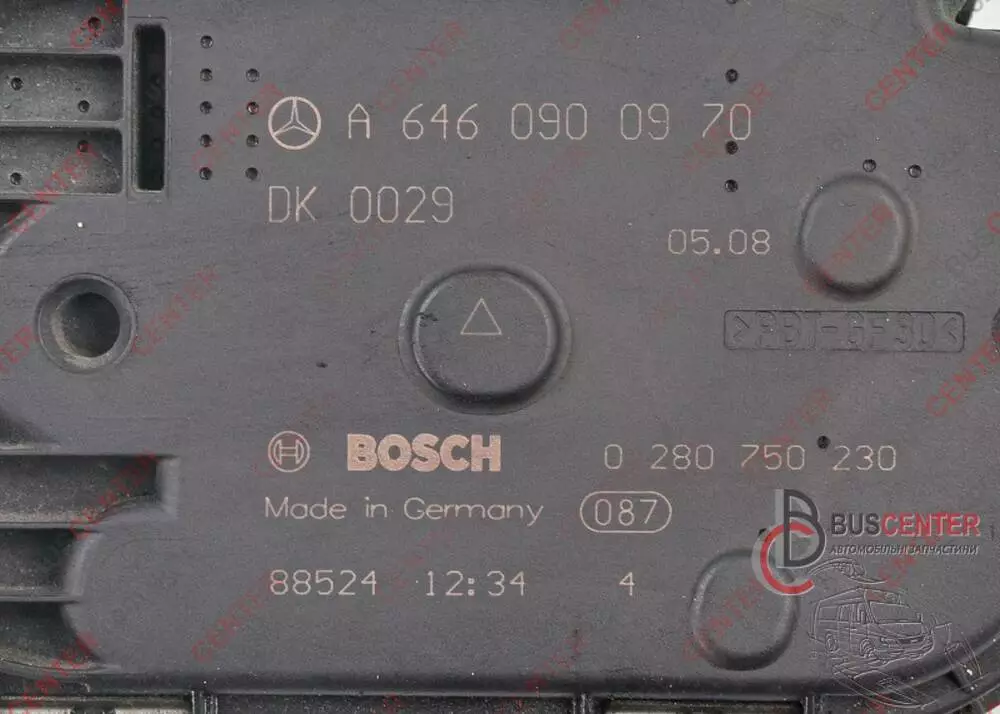 A 646 090 09 70
DK 0029
05.08
BOSCH 0 280 750 230
Made in Germany 087
88524 12:34 4
BUSCENTER
АВТОМОБІЛЬНІ ЗАПЧАСТИНИ